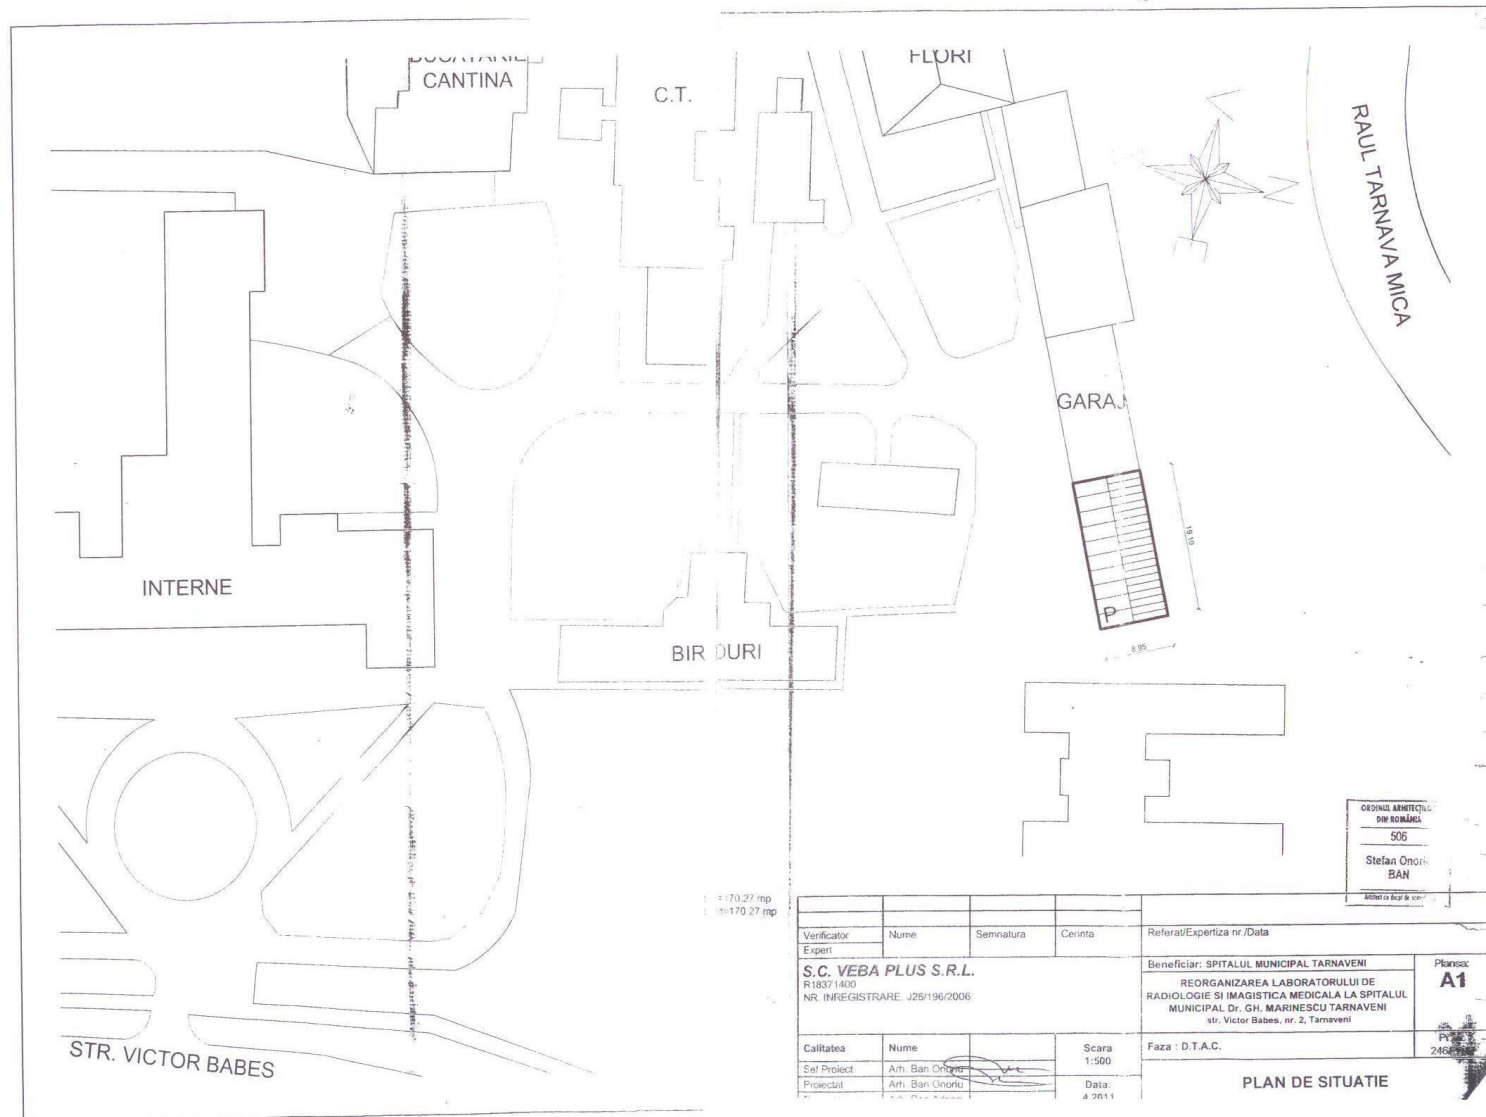 CANTINA
C.T.
FLORI
RAUL TARNAVA MICA
GARAJ
19.10
P
8.95
INTERNE
BIROURI
STR. VICTOR BABES
=170.27 mp
=170.27 mp
ORDINUL
DIN ROMÂNIA
506
Stefan
BAN
Verificator
Nume
Semnatura
Cerinta
Referat/Expertiza nr./Data
Expert
S.C. VEBA PLUS S.R.L.
R18371400
NR. INREGISTRARE. J26/196/2006
Beneficiar: SPITALUL MUNICIPAL TARNAVENI
REORGANIZAREA LABORATORULUI DE
RADIOLOGIE SI IMAGISTICA MEDICALA LA SPITALUL
MUNICIPAL Dr. GH. MARINESCU TARNAVENI
str. Victor Babes, nr. 2, Tarnaveni
Plansa:
A1
Calitatea
Nume
Scara
1:500
Faza : D.T.A.C.
Sef Proiect
Arh. Ban Onoriu
Proiectat
Arh. Ban Onoriu
Data:
4.2011
PLAN DE SITUATIE